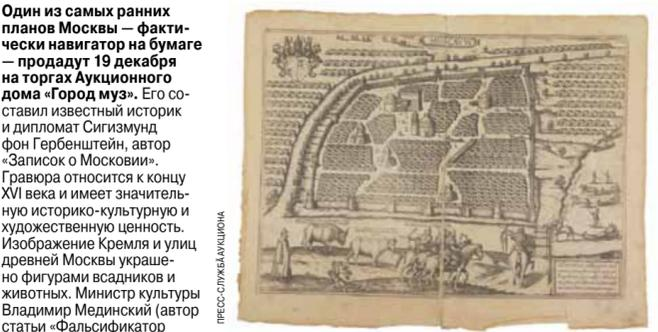 Один из самых ранних
планов Москвы — факти-
чески навигатор на бумаге
— продадут 19 декабря
на торгах Аукционного
дома «Город муз». Его со-
ставил известный историк
и дипломат Сигизмунд
фон Гербенштейн, автор
«Записок о Московии».
Гравюра относится к концу
XVI века и имеет значитель-
ную историко-культурную и
художественную ценность.
Изображение Кремля и улиц
древней Москвы украше-
но фигурами всадников и
животных. Министр культуры
Владимир Мединский (автор
статьи «Фальсификатор
ПРЕСС-СЛУЖБА АУКЦИОНА